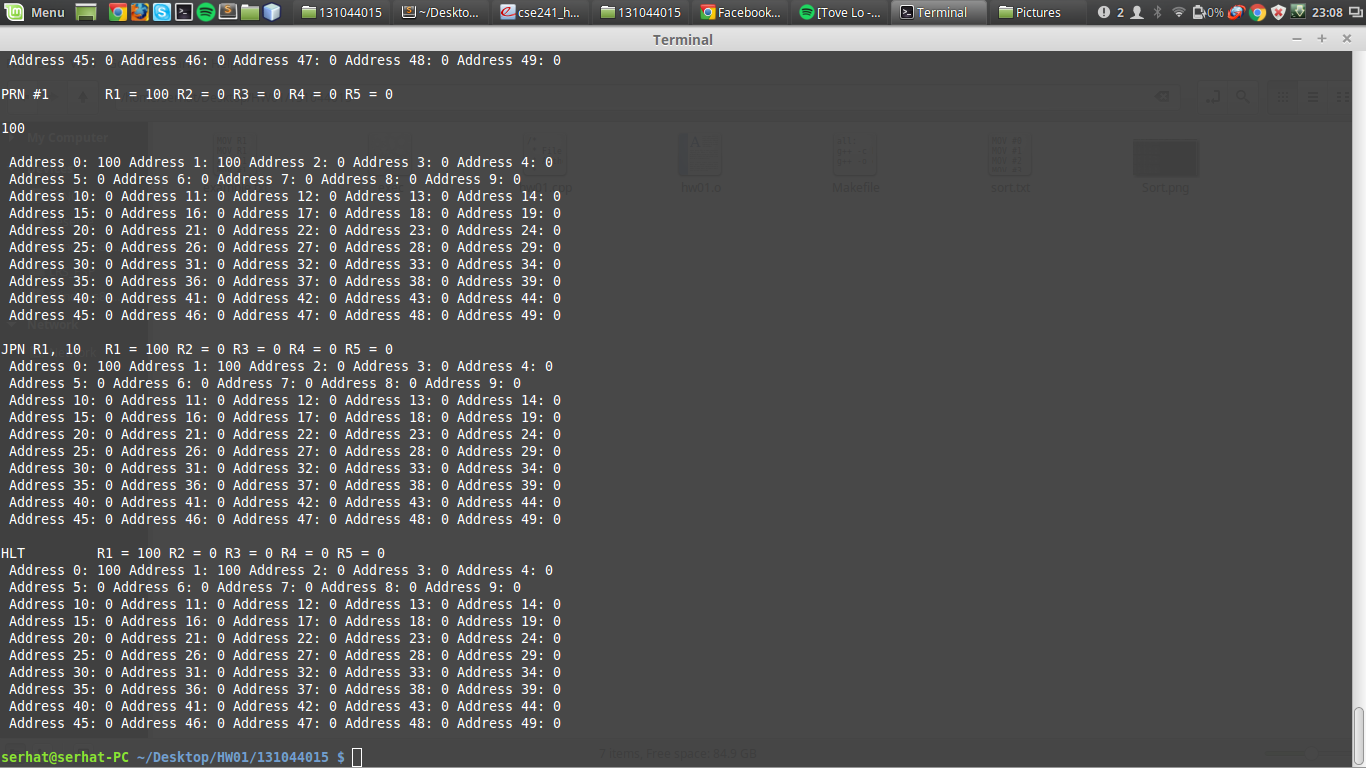 Menu 131044015 ~/Deskto... cse241_h... 131044015 Facebook... [Tove Lo -... Terminal Pictures 2 0% 23:08
Terminal
Address 45: 0 Address 46: 0 Address 47: 0 Address 48: 0 Address 49: 0
PRN #1 R1 = 100 R2 = 0 R3 = 0 R4 = 0 R5 = 0
100
My Computer
Address 0: 100 Address 1: 100 Address 2: 0 Address 3: 0 Address 4: 0
Address 5: 0 Address 6: 0 Address 7: 0 Address 8: 0 Address 9: 0
hw01.o Makefile sort.txt Sort.png
Address 10: 0 Address 11: 0 Address 12: 0 Address 13: 0 Address 14: 0
Address 15: 0 Address 16: 0 Address 17: 0 Address 18: 0 Address 19: 0
Address 20: 0 Address 21: 0 Address 22: 0 Address 23: 0 Address 24: 0
Address 25: 0 Address 26: 0 Address 27: 0 Address 28: 0 Address 29: 0
Address 30: 0 Address 31: 0 Address 32: 0 Address 33: 0 Address 34: 0
Address 35: 0 Address 36: 0 Address 37: 0 Address 38: 0 Address 39: 0
Address 40: 0 Address 41: 0 Address 42: 0 Address 43: 0 Address 44: 0
Address 45: 0 Address 46: 0 Address 47: 0 Address 48: 0 Address 49: 0
Network
JPN R1, 10 R1 = 100 R2 = 0 R3 = 0 R4 = 0 R5 = 0
Address 0: 100 Address 1: 100 Address 2: 0 Address 3: 0 Address 4: 0
Address 5: 0 Address 6: 0 Address 7: 0 Address 8: 0 Address 9: 0
Address 10: 0 Address 11: 0 Address 12: 0 Address 13: 0 Address 14: 0
Address 15: 0 Address 16: 0 Address 17: 0 Address 18: 0 Address 19: 0
Address 20: 0 Address 21: 0 Address 22: 0 Address 23: 0 Address 24: 0
Address 25: 0 Address 26: 0 Address 27: 0 Address 28: 0 Address 29: 0
Address 30: 0 Address 31: 0 Address 32: 0 Address 33: 0 Address 34: 0
Address 35: 0 Address 36: 0 Address 37: 0 Address 38: 0 Address 39: 0
Address 40: 0 Address 41: 0 Address 42: 0 Address 43: 0 Address 44: 0
Address 45: 0 Address 46: 0 Address 47: 0 Address 48: 0 Address 49: 0
HLT R1 = 100 R2 = 0 R3 = 0 R4 = 0 R5 = 0
Address 0: 100 Address 1: 100 Address 2: 0 Address 3: 0 Address 4: 0
Address 5: 0 Address 6: 0 Address 7: 0 Address 8: 0 Address 9: 0
Address 10: 0 Address 11: 0 Address 12: 0 Address 13: 0 Address 14: 0
Address 15: 0 Address 16: 0 Address 17: 0 Address 18: 0 Address 19: 0
Address 20: 0 Address 21: 0 Address 22: 0 Address 23: 0 Address 24: 0
Address 25: 0 Address 26: 0 Address 27: 0 Address 28: 0 Address 29: 0
Address 30: 0 Address 31: 0 Address 32: 0 Address 33: 0 Address 34: 0
Address 35: 0 Address 36: 0 Address 37: 0 Address 38: 0 Address 39: 0
Address 40: 0 Address 41: 0 Address 42: 0 Address 43: 0 Address 44: 0
Address 45: 0 Address 46: 0 Address 47: 0 Address 48: 0 Address 49: 0
serhat@serhat-PC ~/Desktop/HW01/131044015 $
7 items, Free space: 84.9 GB